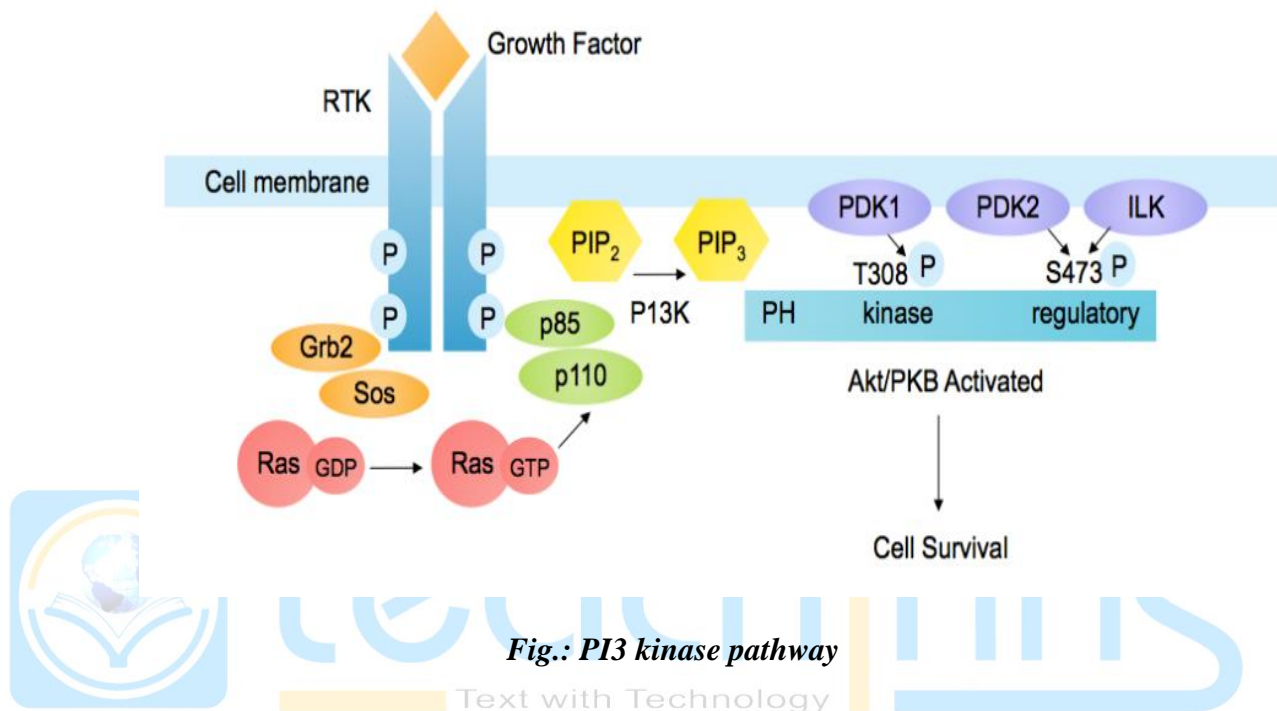 Growth Factor
RTK
Cell membrane
PDK1
PDK2
ILK
P
P
PIP₂
PIP₃
T308
P
S473
P
P
P
p85
P13K
PH
kinase
regulatory
Grb2
Sos
p110
Akt/PKB Activated
Ras
GDP
Ras
GTP
Cell Survival
Fig.: PI3 kinase pathway
Text with Technology